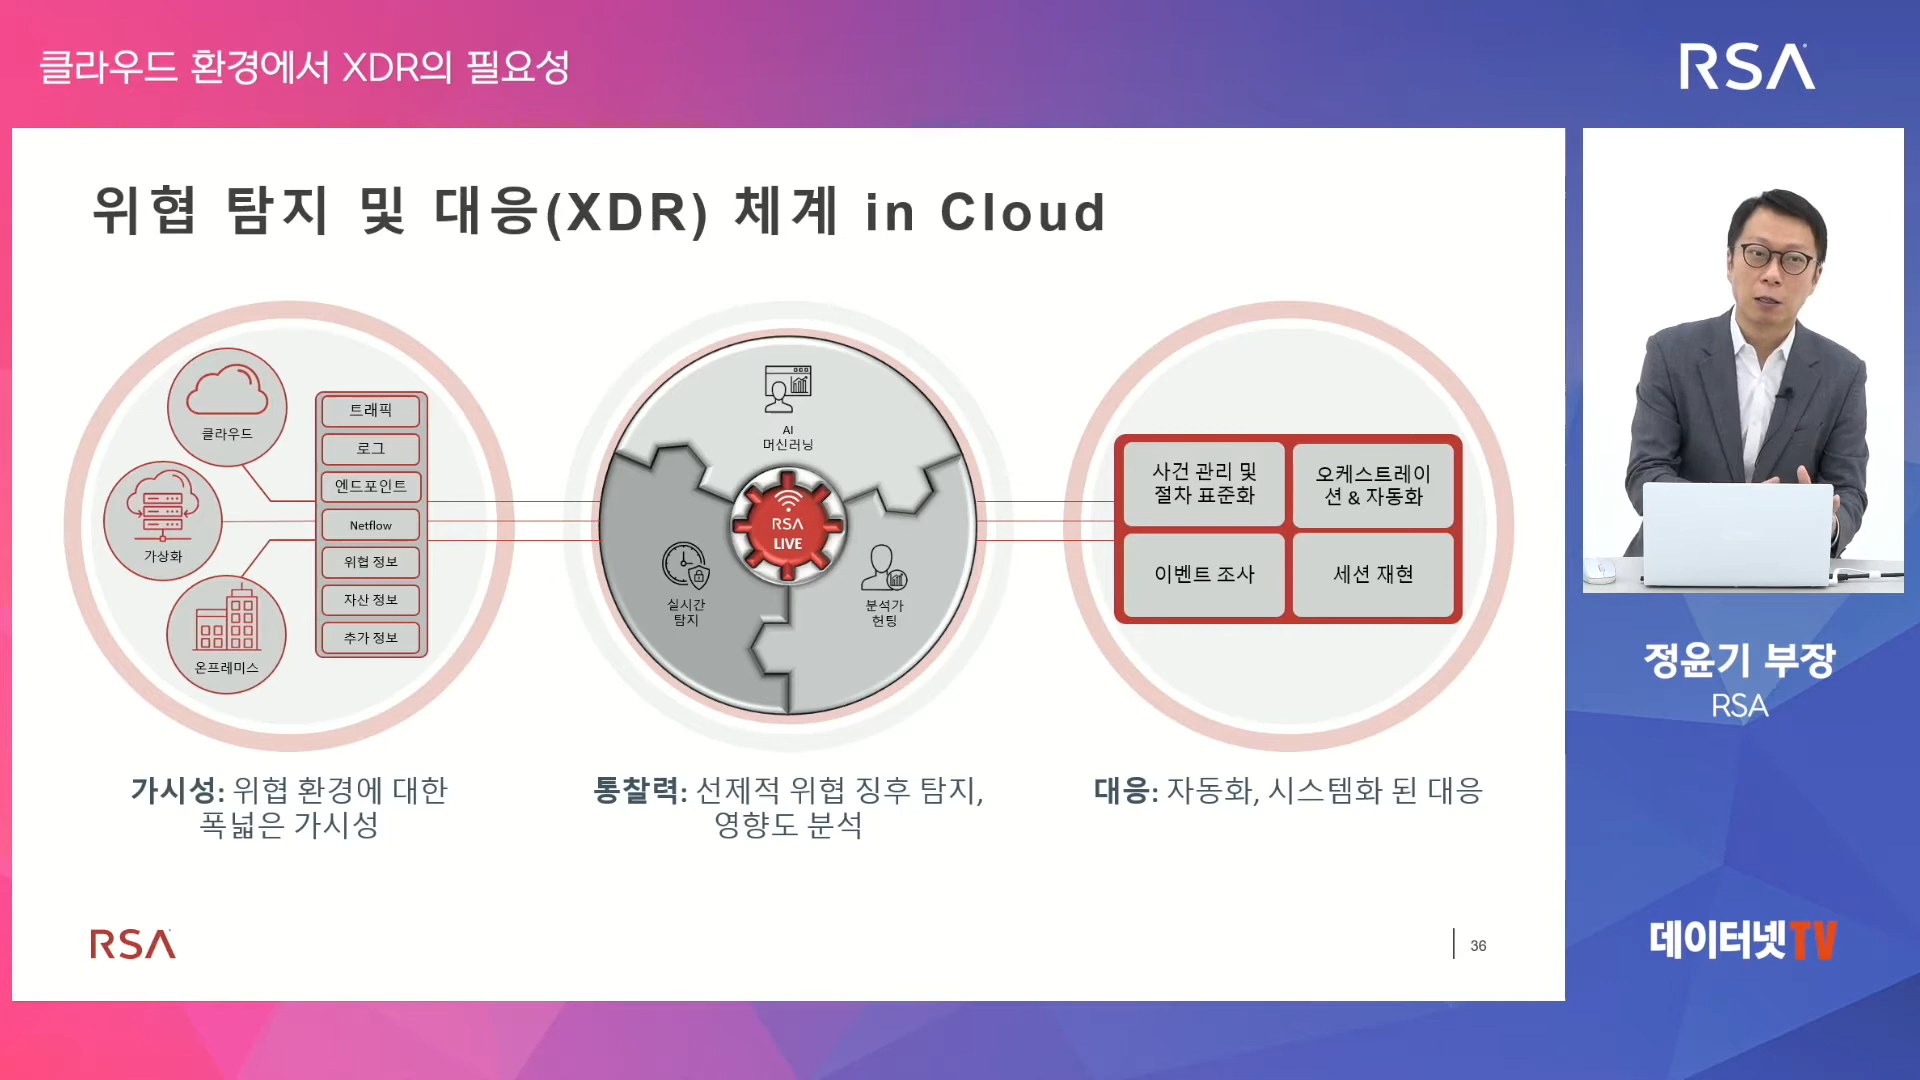 클라우드 환경에서 XDR의 필요성
RSA
위협 탐지 및 대응(XDR) 체계 in Cloud
클라우드
가상화
온프레미스
트래픽
로그
엔드포인트
Netflow
위협 정보
자산 정보
추가 정보
AI
머신러닝
RSA
LIVE
실시간
탐지
분석가
헌팅
사건 관리 및
절차 표준화
오케스트레이
션 & 자동화
이벤트 조사
세션 재현
가시성: 위협 환경에 대한
폭넓은 가시성
통찰력: 선제적 위협 징후 탐지,
영향도 분석
대응: 자동화, 시스템화 된 대응
RSA
36
정윤기 부장
RSA
데이터넷TV